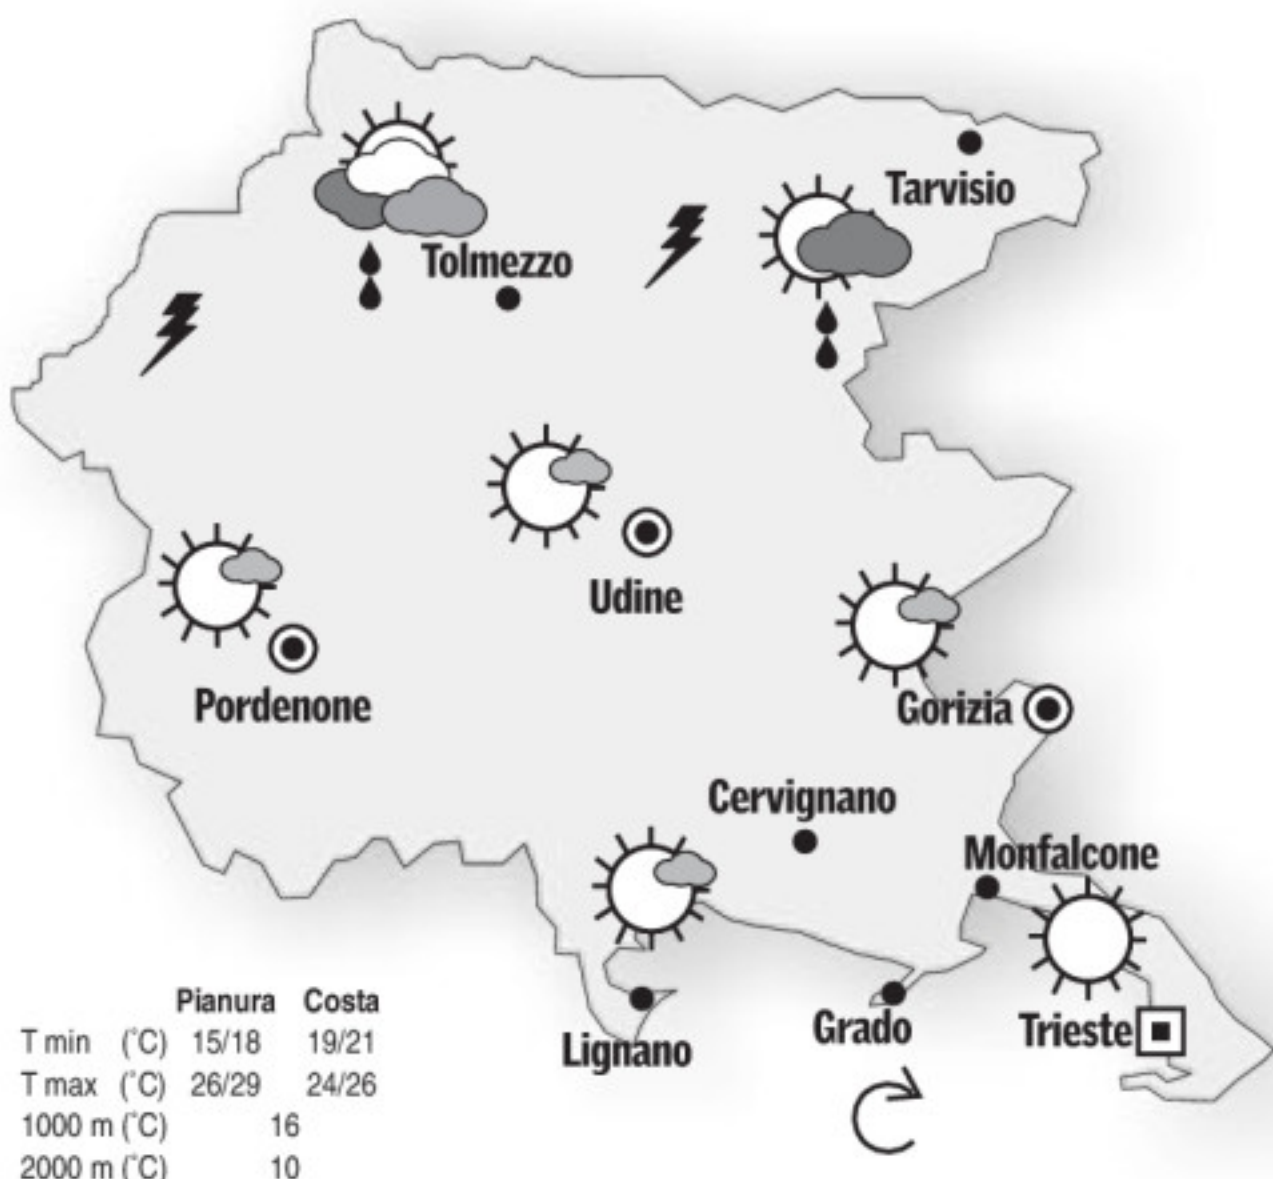 Tarvisio
Tolmezzo
Udine
Pordenone
Gorizia
Cervignano
Monfalcone
Grado
Trieste
Lignano
Pianura Costa
T min (°C) 15/18 19/21
T max (°C) 26/29 24/26
1000 m (°C) 16
2000 m (°C) 10